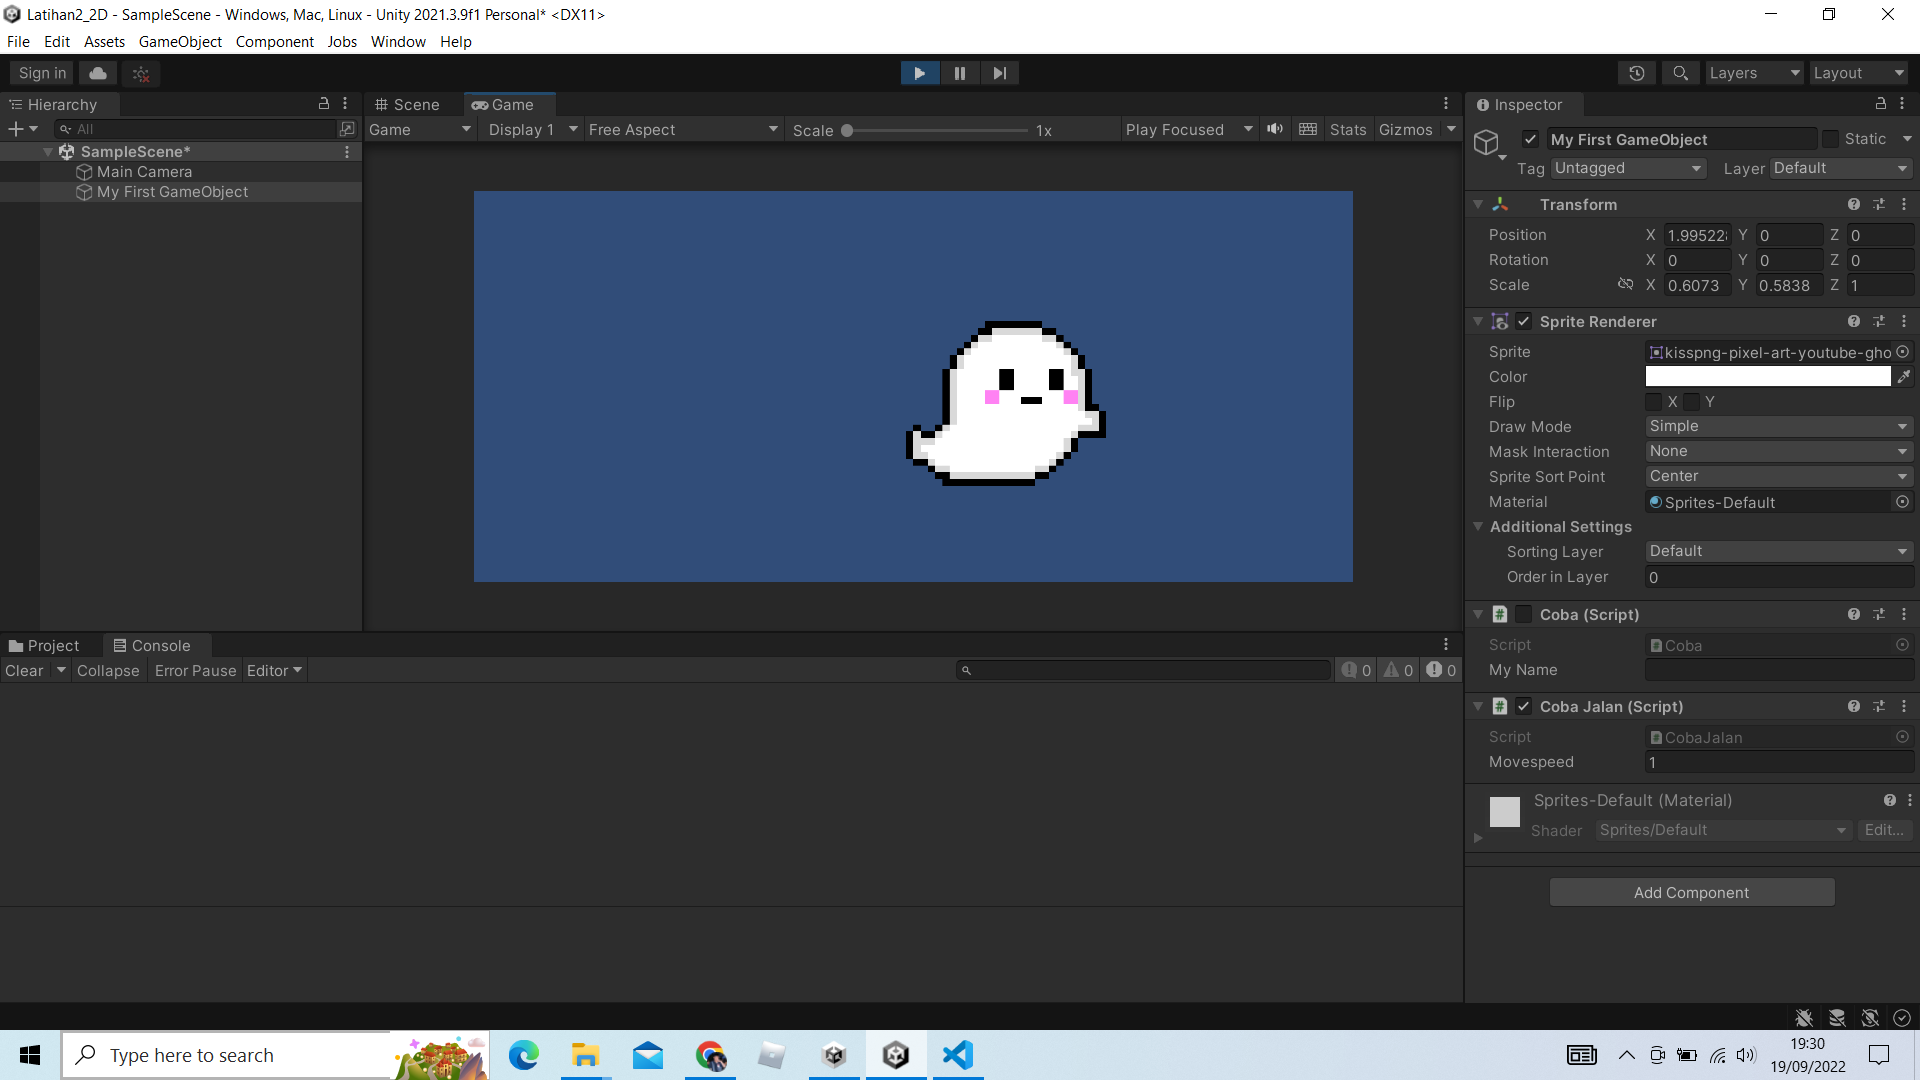 Latihan2_2D - SampleScene - Windows, Mac, Linux - Unity 2021.3.9f1 Personal* <DX11>
File Edit Assets GameObject Component Jobs Window Help
Sign in
Layers
Layout
Hierarchy
Scene
Game
Inspector
All
Game
Display 1
Free Aspect
Scale
1x
Play Focused
Stats
Gizmos
SampleScene*
Main Camera
My First GameObject
My First GameObject
Static
Tag Untagged
Layer Default
Transform
Position X 1.99522 Y 0 Z 0
Rotation X 0 Y 0 Z 0
Scale X 0.6073 Y 0.5838 Z 1
Sprite Renderer
Sprite kisspng-pixel-art-youtube-gho
Color
Flip X Y
Draw Mode Simple
Mask Interaction None
Sprite Sort Point Center
Material Sprites-Default
Additional Settings
Sorting Layer Default
Order in Layer 0
Coba (Script)
Script Coba
My Name
Coba Jalan (Script)
Script CobaJalan
Movespeed 1
Sprites-Default (Material)
Shader Sprites/Default Edit...
Add Component
Project
Console
Clear
Collapse
Error Pause
Editor
0
0
0
Type here to search
19:30
19/09/2022